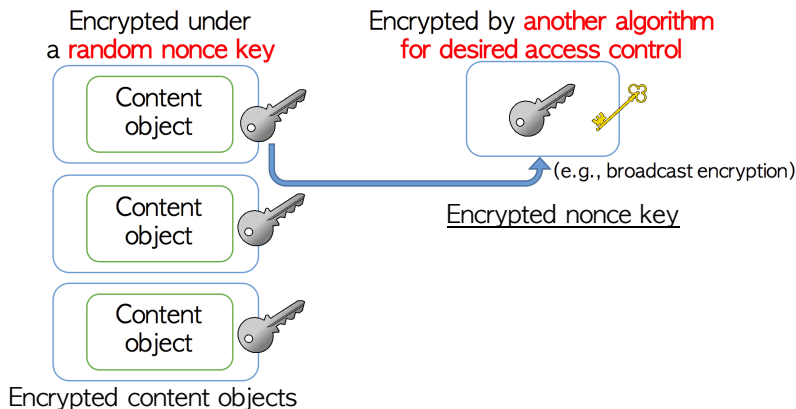 Encrypted under
a random nonce key
Content
object
Content
object
Content
object
Encrypted content objects
Encrypted by another algorithm
for desired access control
(e.g., broadcast encryption)
Encrypted nonce key